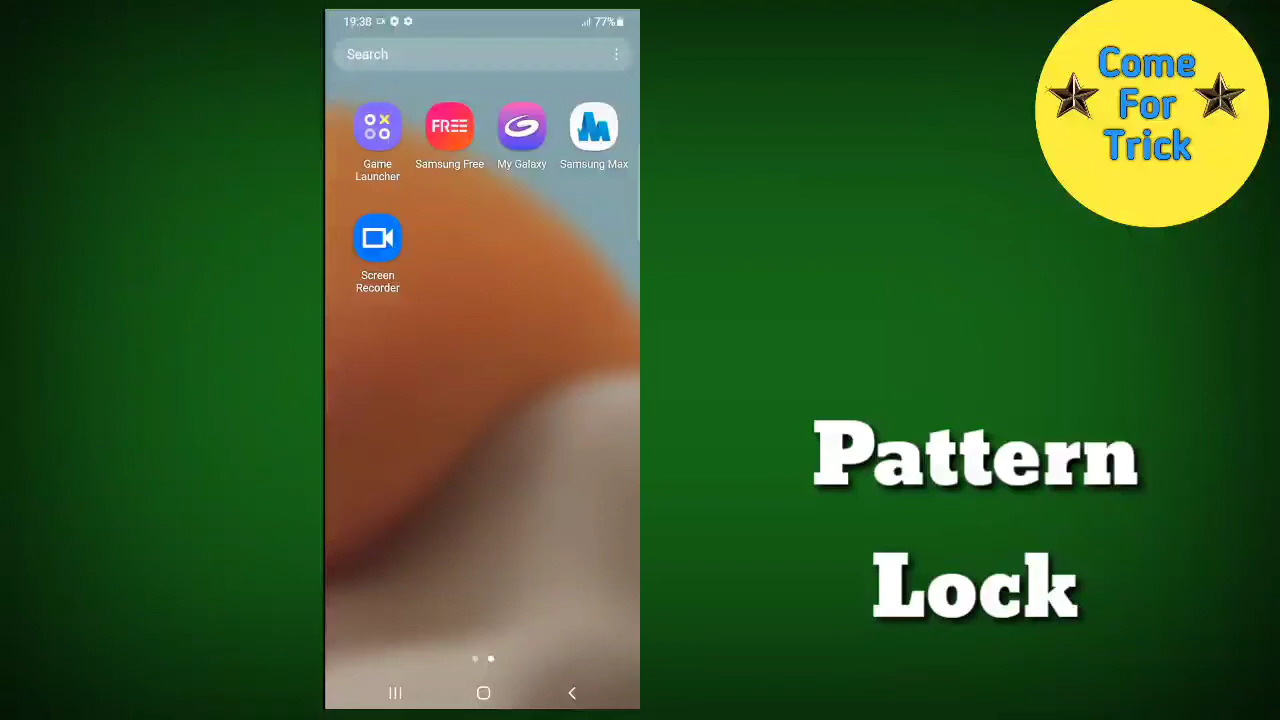 19:38
77%
Search
Game
Launcher
FREE
Samsung Free
My Galaxy
Samsung Max
Screen
Recorder
Come
For
Trick
Pattern
Lock